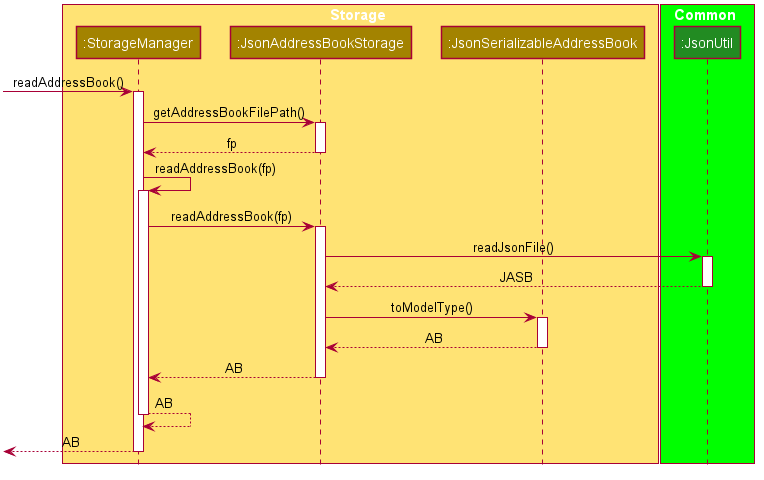 Storage
Common
:StorageManager
:JsonAddressBookStorage
:JsonSerializableAddressBook
:JsonUtil
readAddressBook()
getAddressBookFilePath()
fp
readAddressBook(fp)
readAddressBook(fp)
readJsonFile()
JASB
toModelType()
AB
AB
AB
AB